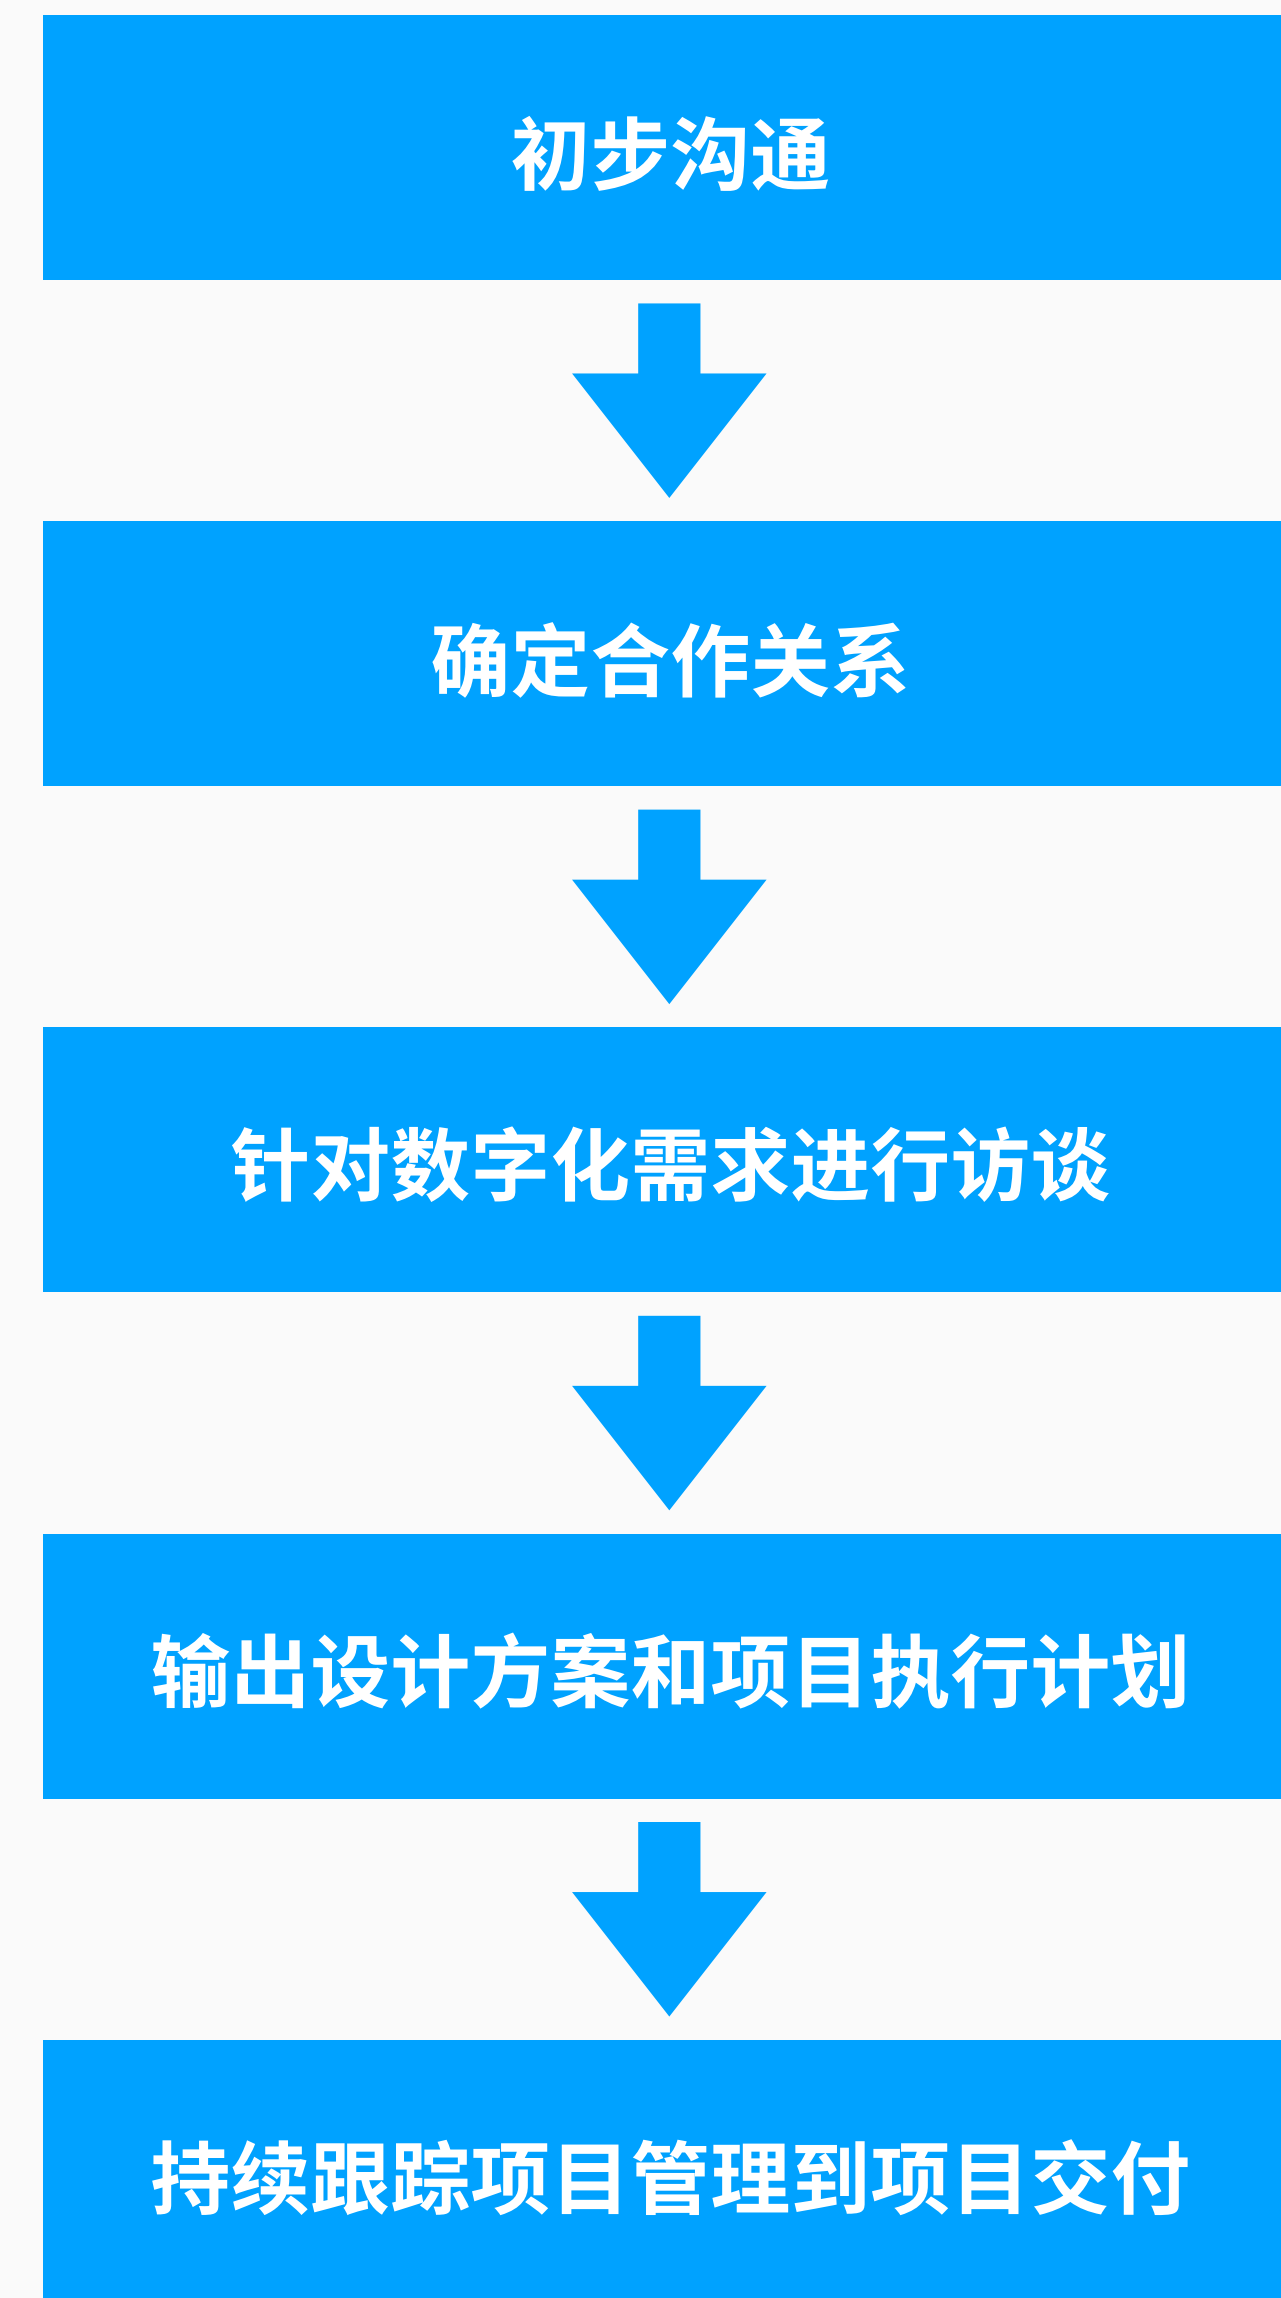 初步沟通
确定合作关系
针对数字化需求进行访谈
输出设计方案和项目执行计划
持续跟踪项目管理到项目交付